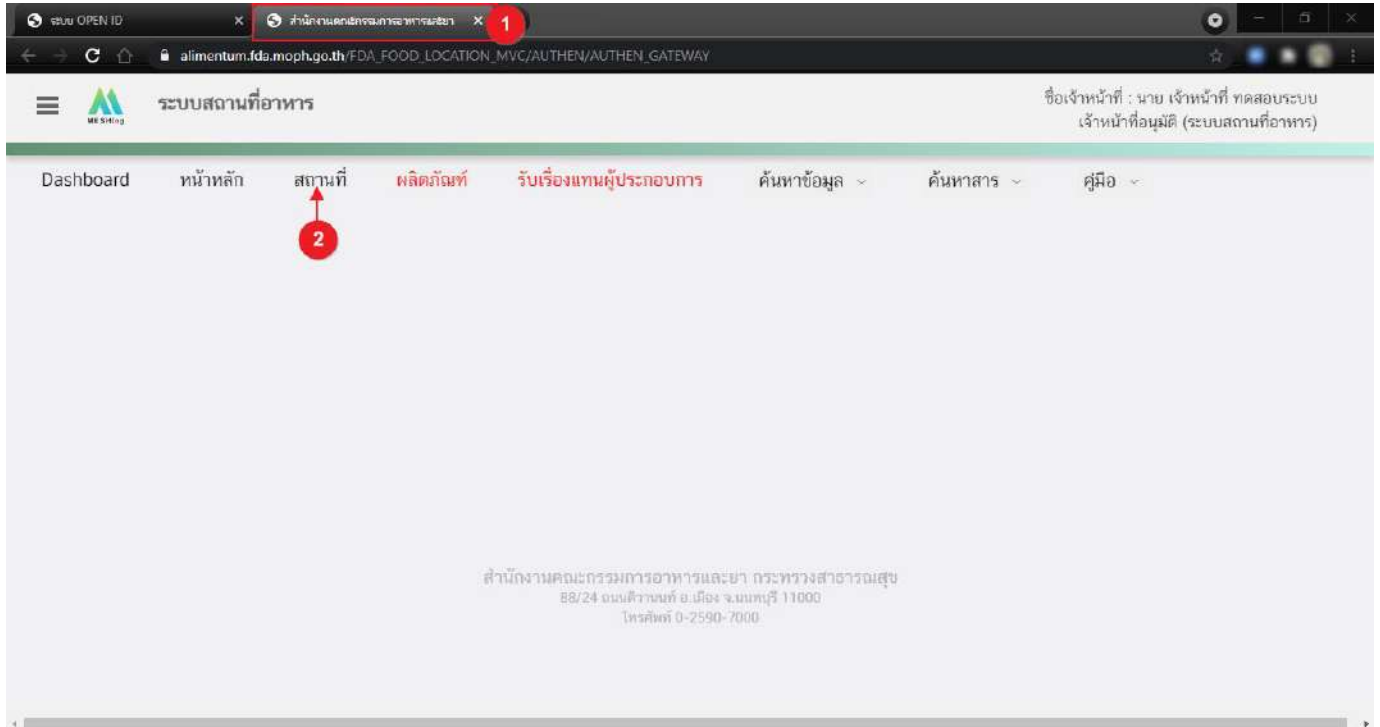 ระบบ OPEN ID
สำนักงานคณะกรรมการอาหารและยา
1
alimentum.fda.moph.go.th/FDA_FOOD_LOCATION_MVC/AUTHEN/AUTHEN_GATEWAY
ระบบสถานที่อาหาร
ชื่อเจ้าหน้าที่ : นาย เจ้าหน้าที่ ทดสอบระบบ
เจ้าหน้าที่อนุมัติ (ระบบสถานที่อาหาร)
Dashboard หน้าหลัก สถานที่ ผลิตภัณฑ์ รับเรื่องแทนผู้ประกอบการ ค้นหาข้อมูล ค้นหาสาร คู่มือ
2
สำนักงานคณะกรรมการอาหารและยา กระทรวงสาธารณสุข
88/24 ถนนติวานนท์ อ.เมือง จ.นนทบุรี 11000
โทรศัพท์ 0-2590-7000